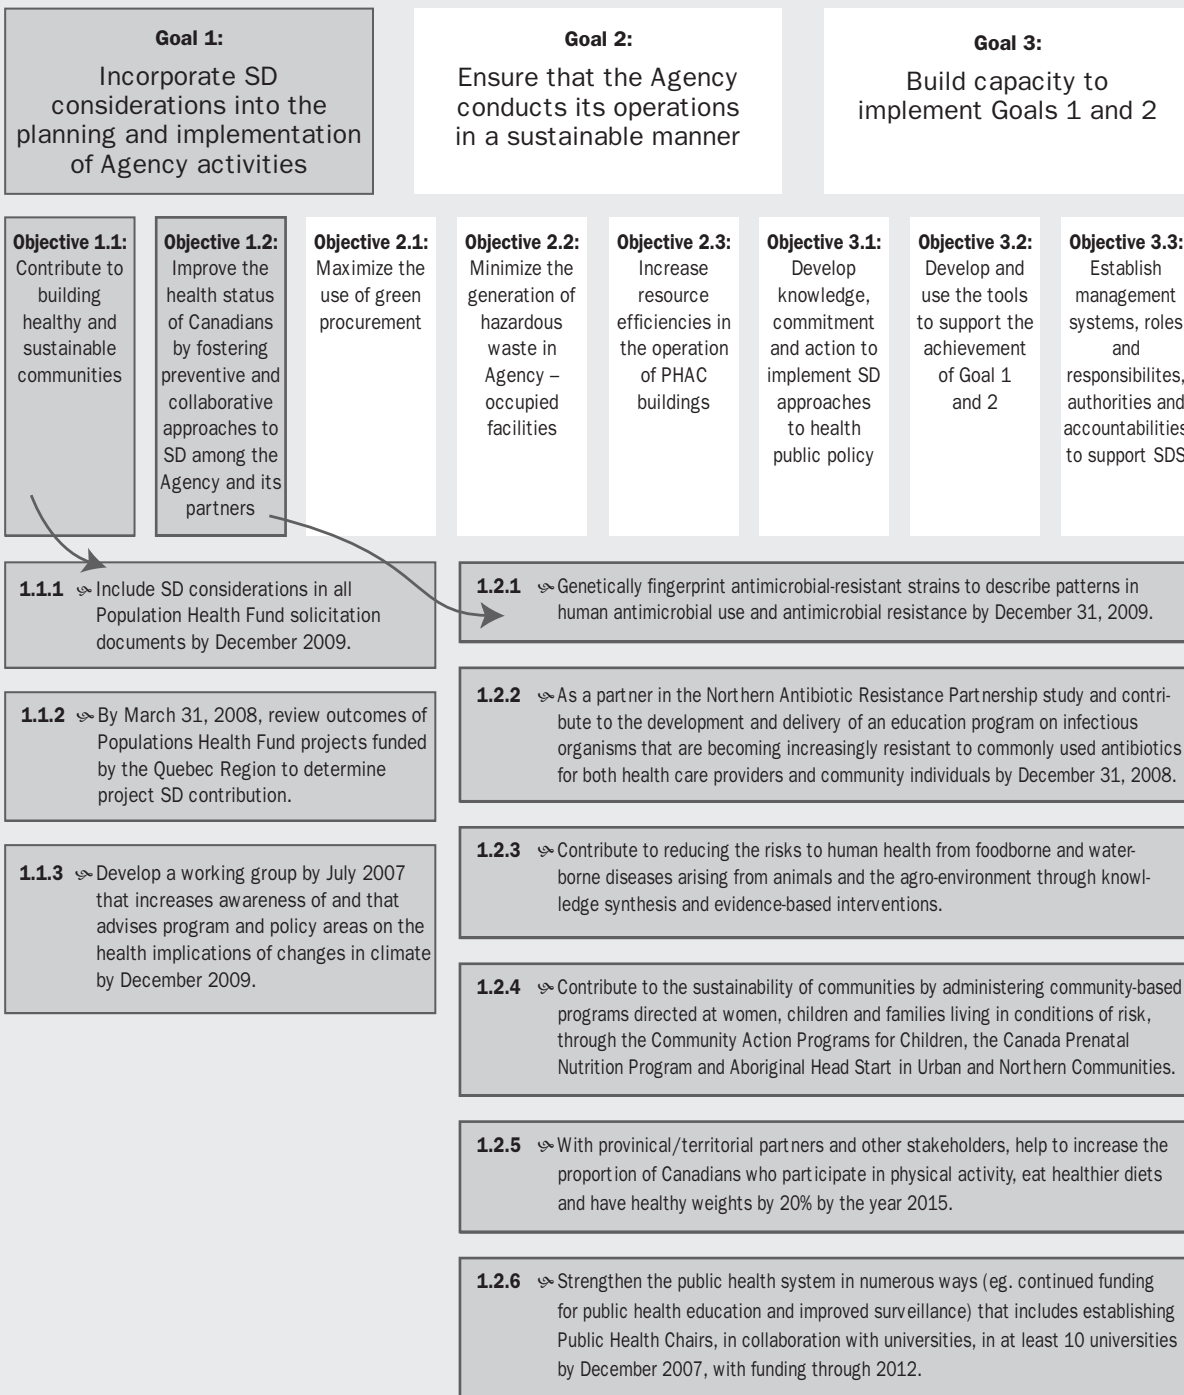 Goal 1:
Incorporate SD
considerations into the
planning and implementation
of Agency activities
Goal 2:
Ensure that the Agency
conducts its operations
in a sustainable manner
Goal 3:
Build capacity to
implement Goals 1 and 2
Objective 1.1:
Contribute to
building
healthy and
sustainable
communities
Objective 1.2:
Improve the
health status
of Canadians
by fostering
preventive and
collaborative
approaches to
SD among the
Agency and its
partners
Objective 2.1:
Maximize the
use of green
procurement
Objective 2.2:
Minimize the
generation of
hazardous
waste in
Agency –
occupied
facilities
Objective 2.3:
Increase
resource
efficiencies in
the operation
of PHAC
buildings
Objective 3.1:
Develop
knowledge,
commitment
and action to
implement SD
approaches
to health
public policy
Objective 3.2:
Develop and
use the tools
to support the
achievement
of Goal 1
and 2
Objective 3.3:
Establish
management
systems, roles
and
responsibilites,
authorities and
accountabilities
to support SDS
1.1.1 Include SD considerations in all
Population Health Fund solicitation
documents by December 2009.
1.1.2 By March 31, 2008, review outcomes of
Populations Health Fund projects funded
by the Quebec Region to determine
project SD contribution.
1.1.3 Develop a working group by July 2007
that increases awareness of and that
advises program and policy areas on the
health implications of changes in climate
by December 2009.
1.2.1 Genetically fingerprint antimicrobial-resistant strains to describe patterns in
human antimicrobial use and antimicrobial resistance by December 31, 2009.
1.2.2 As a partner in the Northern Antibiotic Resistance Partnership study and contri-
bute to the development and delivery of an education program on infectious
organisms that are becoming increasingly resistant to commonly used antibiotics
for both health care providers and community individuals by December 31, 2008.
1.2.3 Contribute to reducing the risks to human health from foodborne and water-
borne diseases arising from animals and the agro-environment through knowl-
ledge synthesis and evidence-based interventions.
1.2.4 Contribute to the sustainability of communities by administering community-based
programs directed at women, children and families living in conditions of risk,
through the Community Action Programs for Children, the Canada Prenatal
Nutrition Program and Aboriginal Head Start in Urban and Northern Communities.
1.2.5 With provinical/territorial partners and other stakeholders, help to increase the
proportion of Canadians who participate in physical activity, eat healthier diets
and have healthy weights by 20% by the year 2015.
1.2.6 Strengthen the public health system in numerous ways (eg. continued funding
for public health education and improved surveillance) that includes establishing
Public Health Chairs, in collaboration with universities, in at least 10 universities
by December 2007, with funding through 2012.